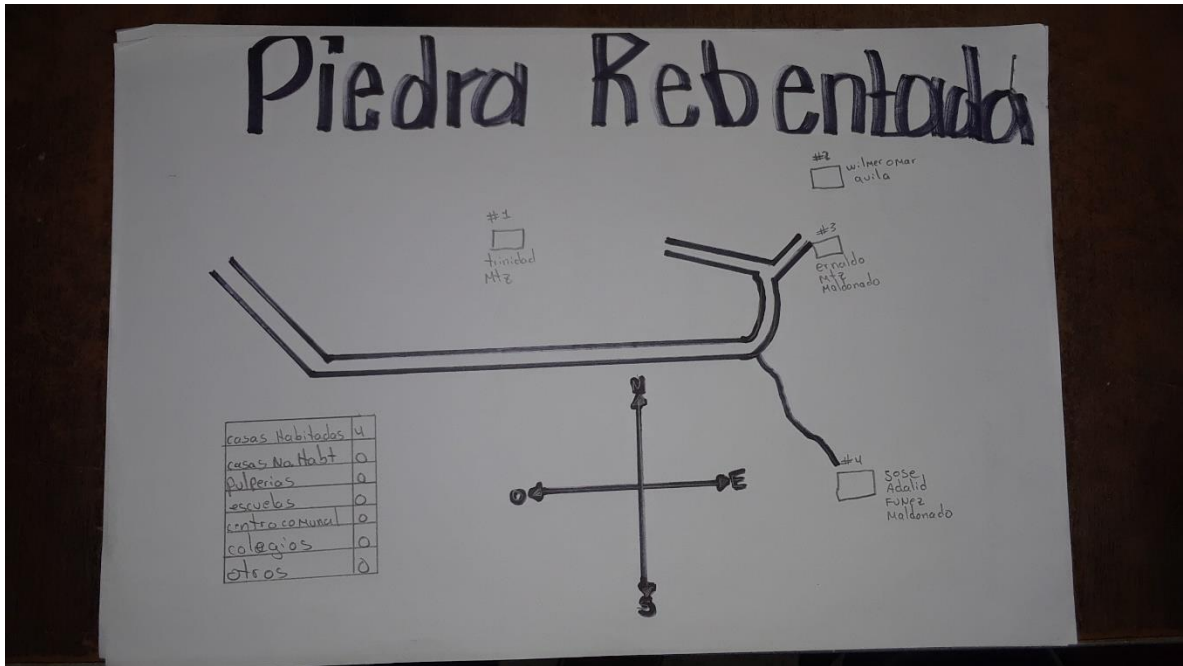 Piedra Rebentada
#2
wilmer omar
avila
#1
trinidad
Mtz
#3
ernaldo
Mtz
Maldonado
N
O
E
S
casas Habitadas 4
casas No.Habt 0
pulperias 0
escuelas 0
centro comunal 0
colegios 0
otros 0
#4
Jose
Adalid
FuNez
Maldonado